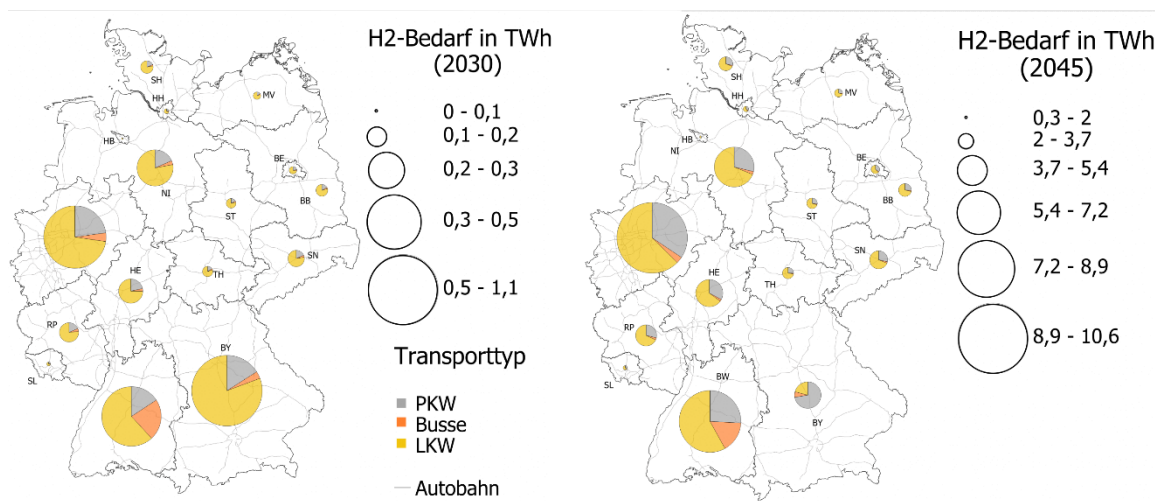 H2-Bedarf in TWh
(2030)
0 - 0,1
0,1 - 0,2
0,2 - 0,3
0,3 - 0,5
0,5 - 1,1
Transporttyp
PKW
Busse
LKW
Autobahn
SH
HH
MV
HB
NI
BE
BB
ST
SN
TH
HE
RP
SL
BY
H2-Bedarf in TWh
(2045)
0,3 - 2
2 - 3,7
3,7 - 5,4
5,4 - 7,2
7,2 - 8,9
8,9 - 10,6
SH
HH
MV
HB
NI
BE
BB
ST
SN
HE
TH
RP
SL
BW
BY